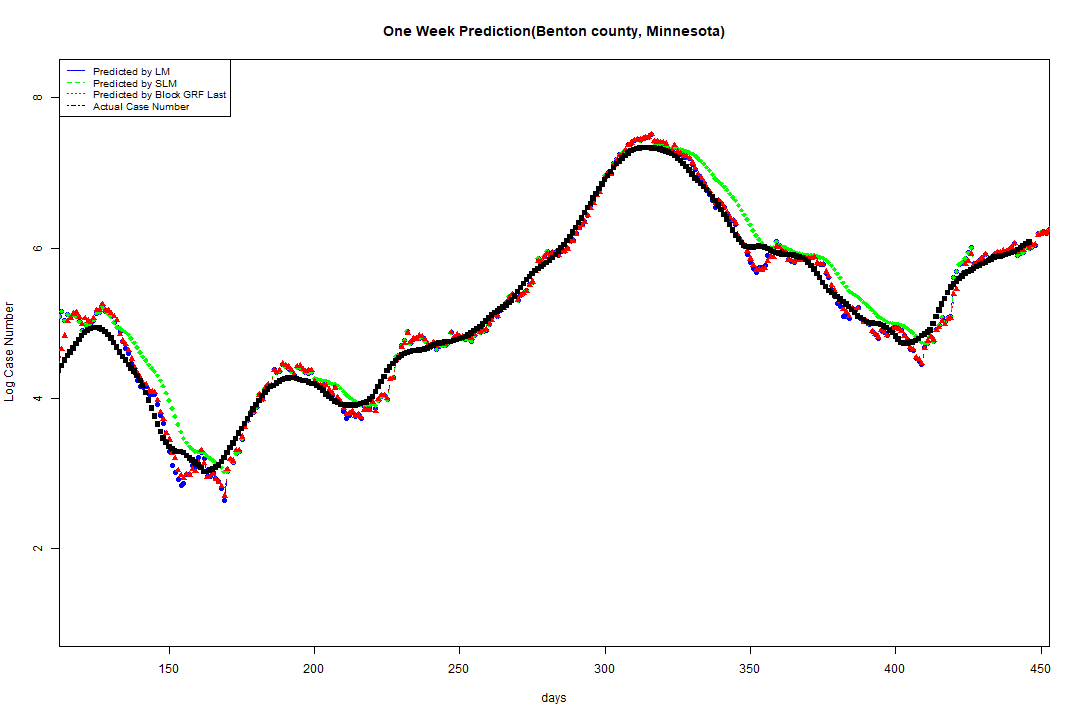 One Week Prediction(Benton county, Minnesota)
Predicted by LM
Predicted by SLM
Predicted by Block GRF Last
Actual Case Number
8
6
4
2
Log Case Number
150 200 250 300 350 400 450
days